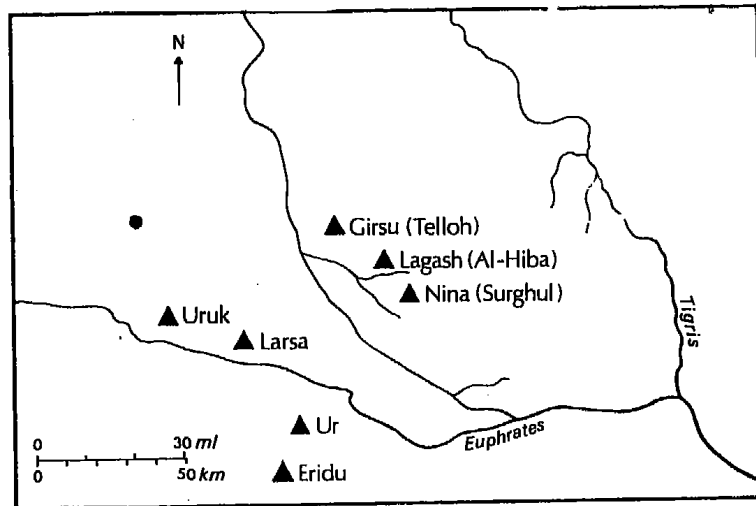 N
Girsu (Telloh)
Lagash (Al-Hiba)
Nina (Surghul)
Uruk
Larsa
Tigris
Ur
Euphrates
0 30 ml
0 50 km
Eridu